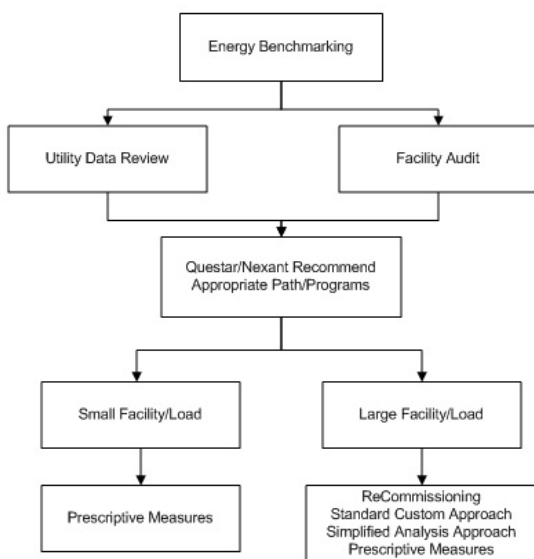 Energy Benchmarking
Utility Data Review
Facility Audit
Questar/Nexant Recommend
Appropriate Path/Programs
Small Facility/Load
Large Facility/Load
Prescriptive Measures
ReCommissioning
Standard Custom Approach
Simplified Analysis Approach
Prescriptive Measures